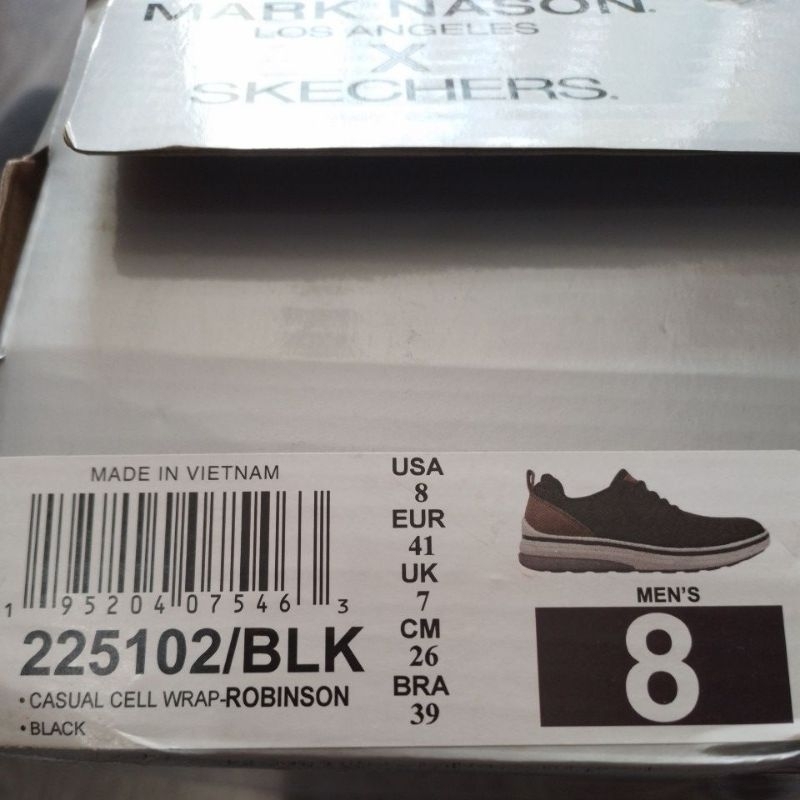 MARK NASON.
LOS ANGELES
X
SKECHERS.
MADE IN VIETNAM
1 95204 07546 3
225102/BLK
• CASUAL CELL WRAP-ROBINSON
• BLACK
USA
8
EUR
41
UK
7
CM
26
BRA
39
MEN'S
8